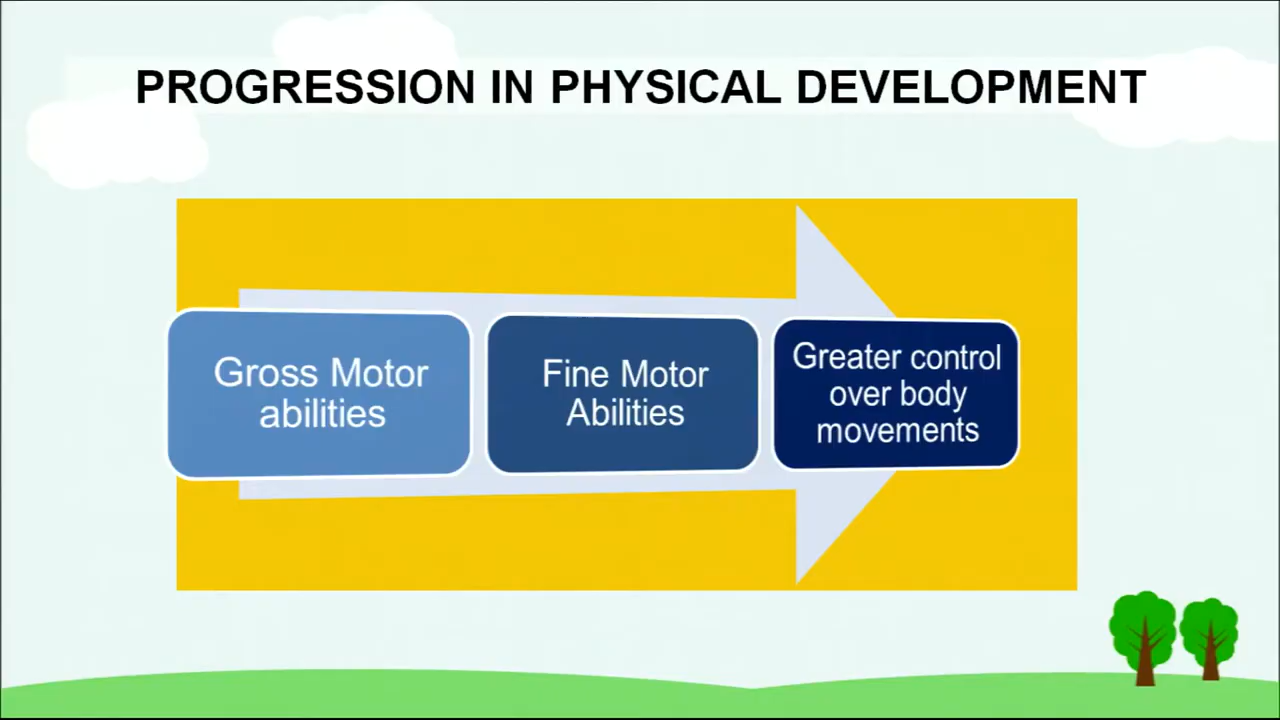 PROGRESSION IN PHYSICAL DEVELOPMENT
Gross Motor
abilities
Fine Motor
Abilities
Greater control
over body
movements